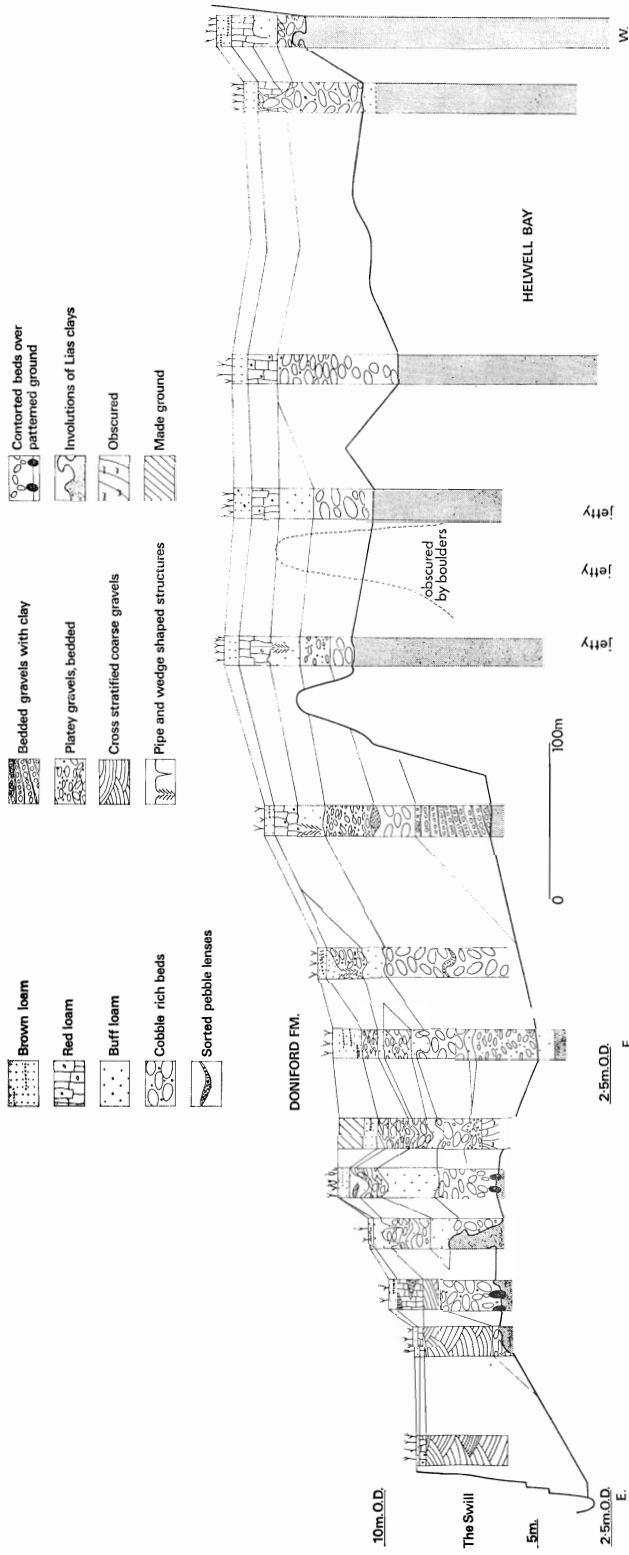 Brown loam
Red loam
Buff loam
Cobble rich beds
Sorted pebble lenses
Bedded gravels with clay
Platey gravels, bedded
Cross stratified coarse gravels
Pipe and wedge shaped structures
Contorted beds over
patterned ground
Involutions of Lias clays
Obscured
Made ground
DONIFORD FM.
HELWELL BAY
10m.O.D.
The Swill
5m.
2·5m.O.D.
E.
2·5m.O.D.
E
0
100m
obscured
by boulders
jetty
jetty
jetty
W.